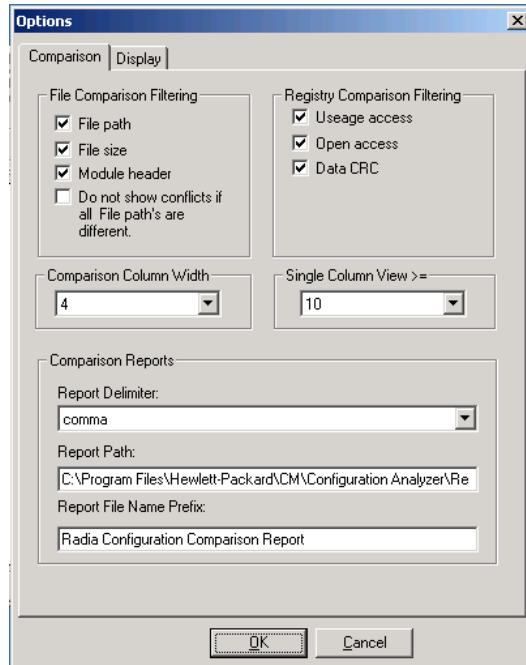 Options
Comparison
Display
File Comparison Filtering
File path
File size
Module header
Do not show conflicts if
all File path's are
different.
Registry Comparison Filtering
Useage access
Open access
Data CRC
Comparison Column Width
4
Single Column View >=
10
Comparison Reports
Report Delimiter:
comma
Report Path:
C:\Program Files\Hewlett-Packard\CM\Configuration Analyzer\Re
Report File Name Prefix:
Radia Configuration Comparison Report
OK
Cancel